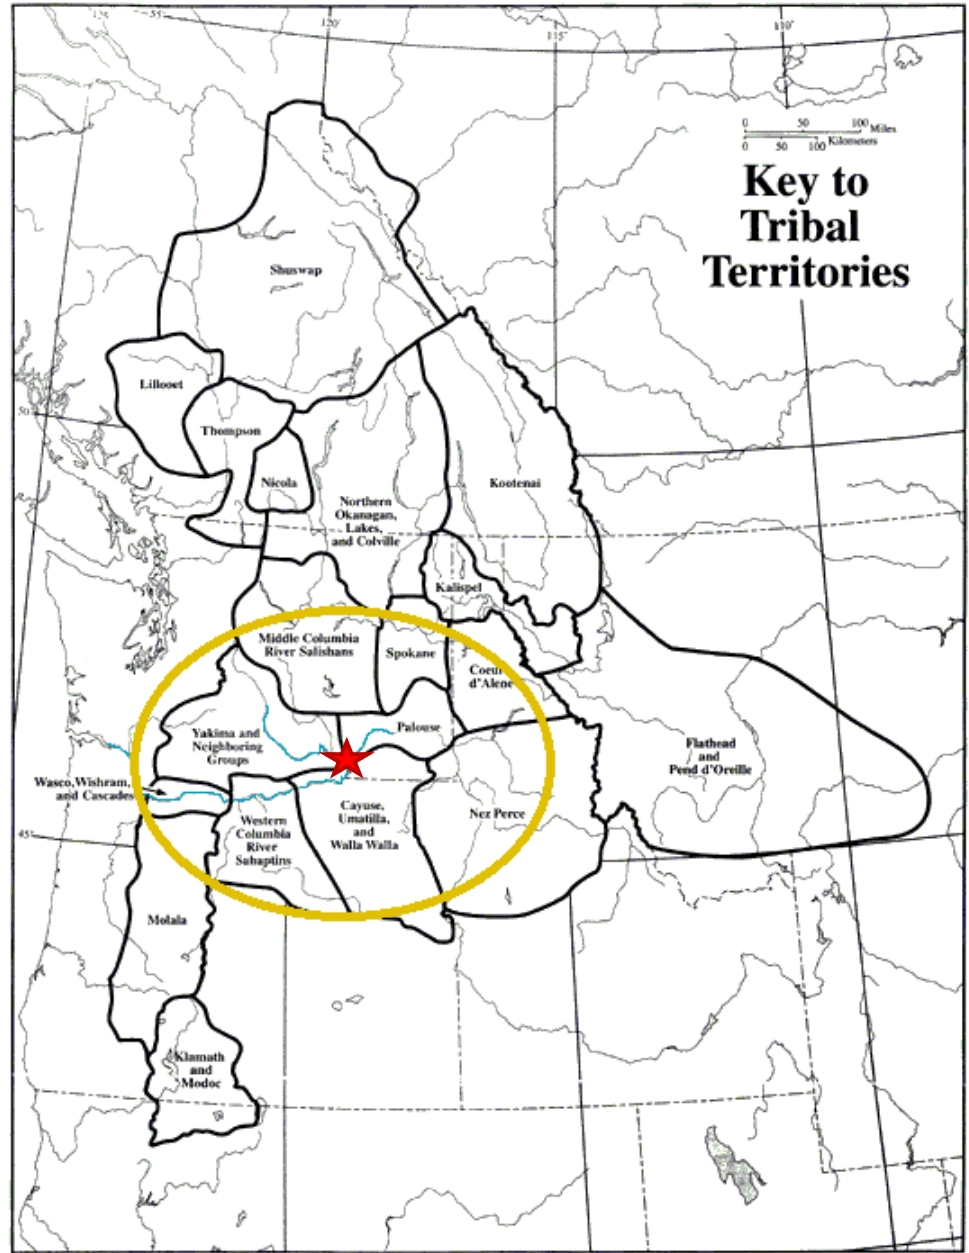 55°
120°
115°
110°
0 50 100 Miles
0 50 100 Kilometers
Key to
Tribal
Territories
Shuswap
Lillooet
50°
Thompson
Nicola
Kootenai
Northern
Okanagan,
Lakes,
and Colville
Kalispel
Middle Columbia
River Salishans
Spokane
Coeur
d'Alene
Palouse
Yakima and
Neighboring
Groups
Flathead
and
Pend d'Oreille
Wasco, Wishram,
and Cascades
Cayuse,
Umatilla,
and
Walla Walla
Nez Perce
Western
Columbia
River
Sahaptins
45°
Molala
Klamath
and
Modoc